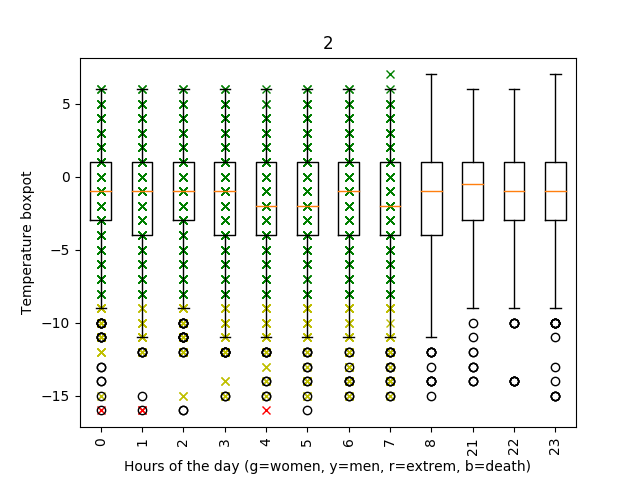 2
Temperature boxpot
5
0
−5
−10
−15
0 1 2 3 4 5 6 7 8 21 22 23
Hours of the day (g=women, y=men, r=extrem, b=death)